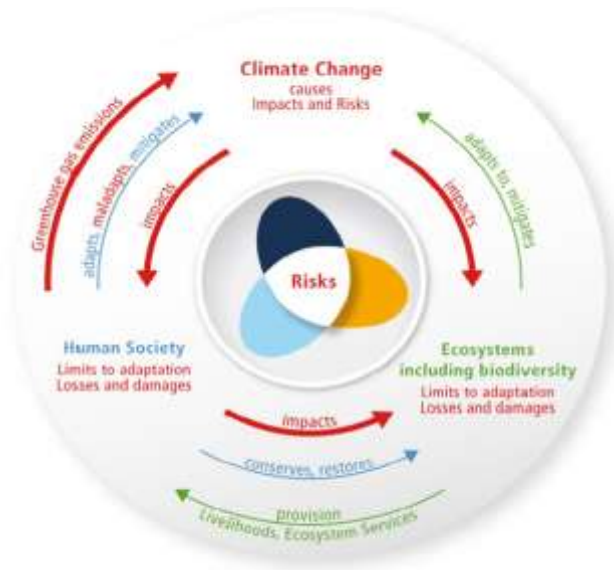 Climate Change
causes
Impacts and Risks
Greenhouse gas emissions
adapts, maladapts, mitigates
impacts
impacts
adapts to, mitigates
Risks
Human Society
Limits to adaptation
Losses and damages
Ecosystems
including biodiversity
Limits to adaptation
Losses and damages
impacts
conserves, restores
provision
Livelihoods, Ecosystem Services